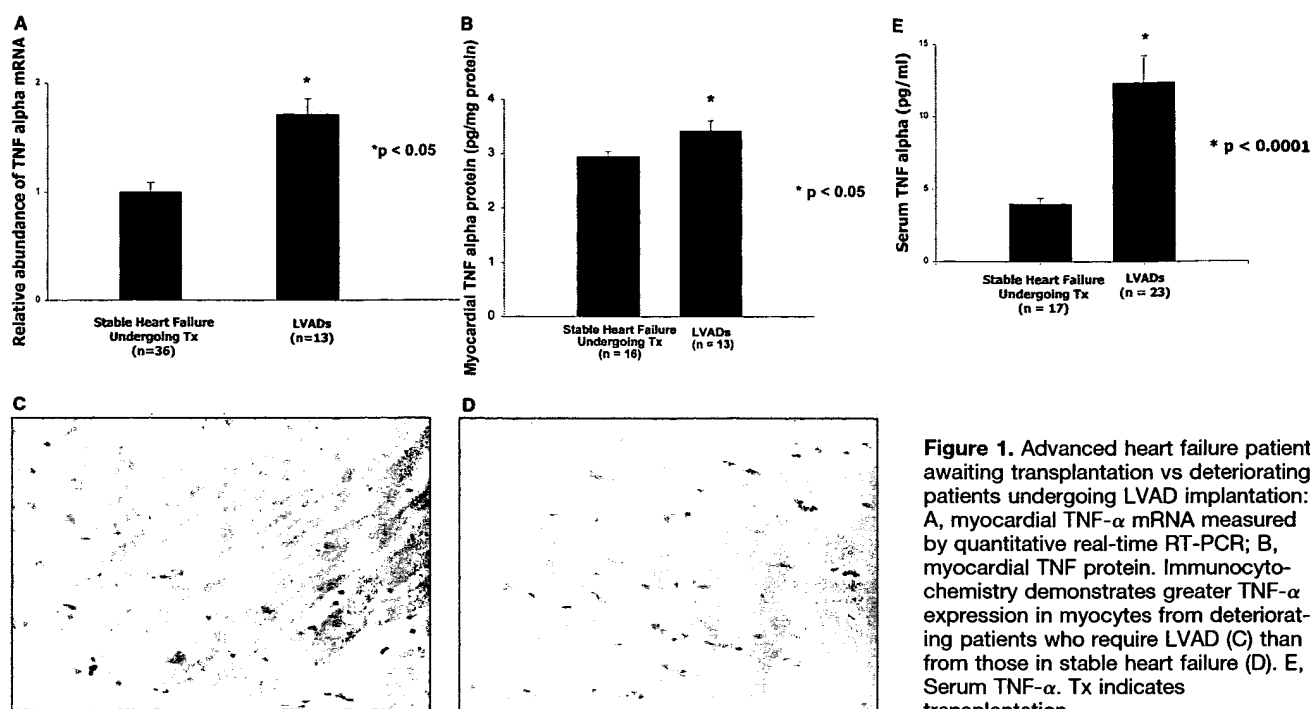 A
Relative abundance of TNF alpha mRNA
2
1
0
*
*p < 0.05
Stable Heart Failure
Undergoing Tx
(n=36)
LVADs
(n=13)
B
Myocardial TNF alpha protein (pg/mg protein)
4
3
2
1
0
*
* p < 0.05
Stable Heart Failure
Undergoing Tx
(n = 16)
LVADs
(n = 13)
E
Serum TNF alpha (pg/ml)
15
10
5
0
*
* p < 0.0001
Stable Heart Failure
Undergoing Tx
(n = 17)
LVADs
(n = 23)
C
D
Figure 1. Advanced heart failure patient
awaiting transplantation vs deteriorating
patients undergoing LVAD implantation:
A, myocardial TNF-α mRNA measured
by quantitative real-time RT-PCR; B,
myocardial TNF protein. Immunocyto-
chemistry demonstrates greater TNF-α
expression in myocytes from deteriorat-
ing patients who require LVAD (C) than
from those in stable heart failure (D). E,
Serum TNF-α. Tx indicates
transplantation